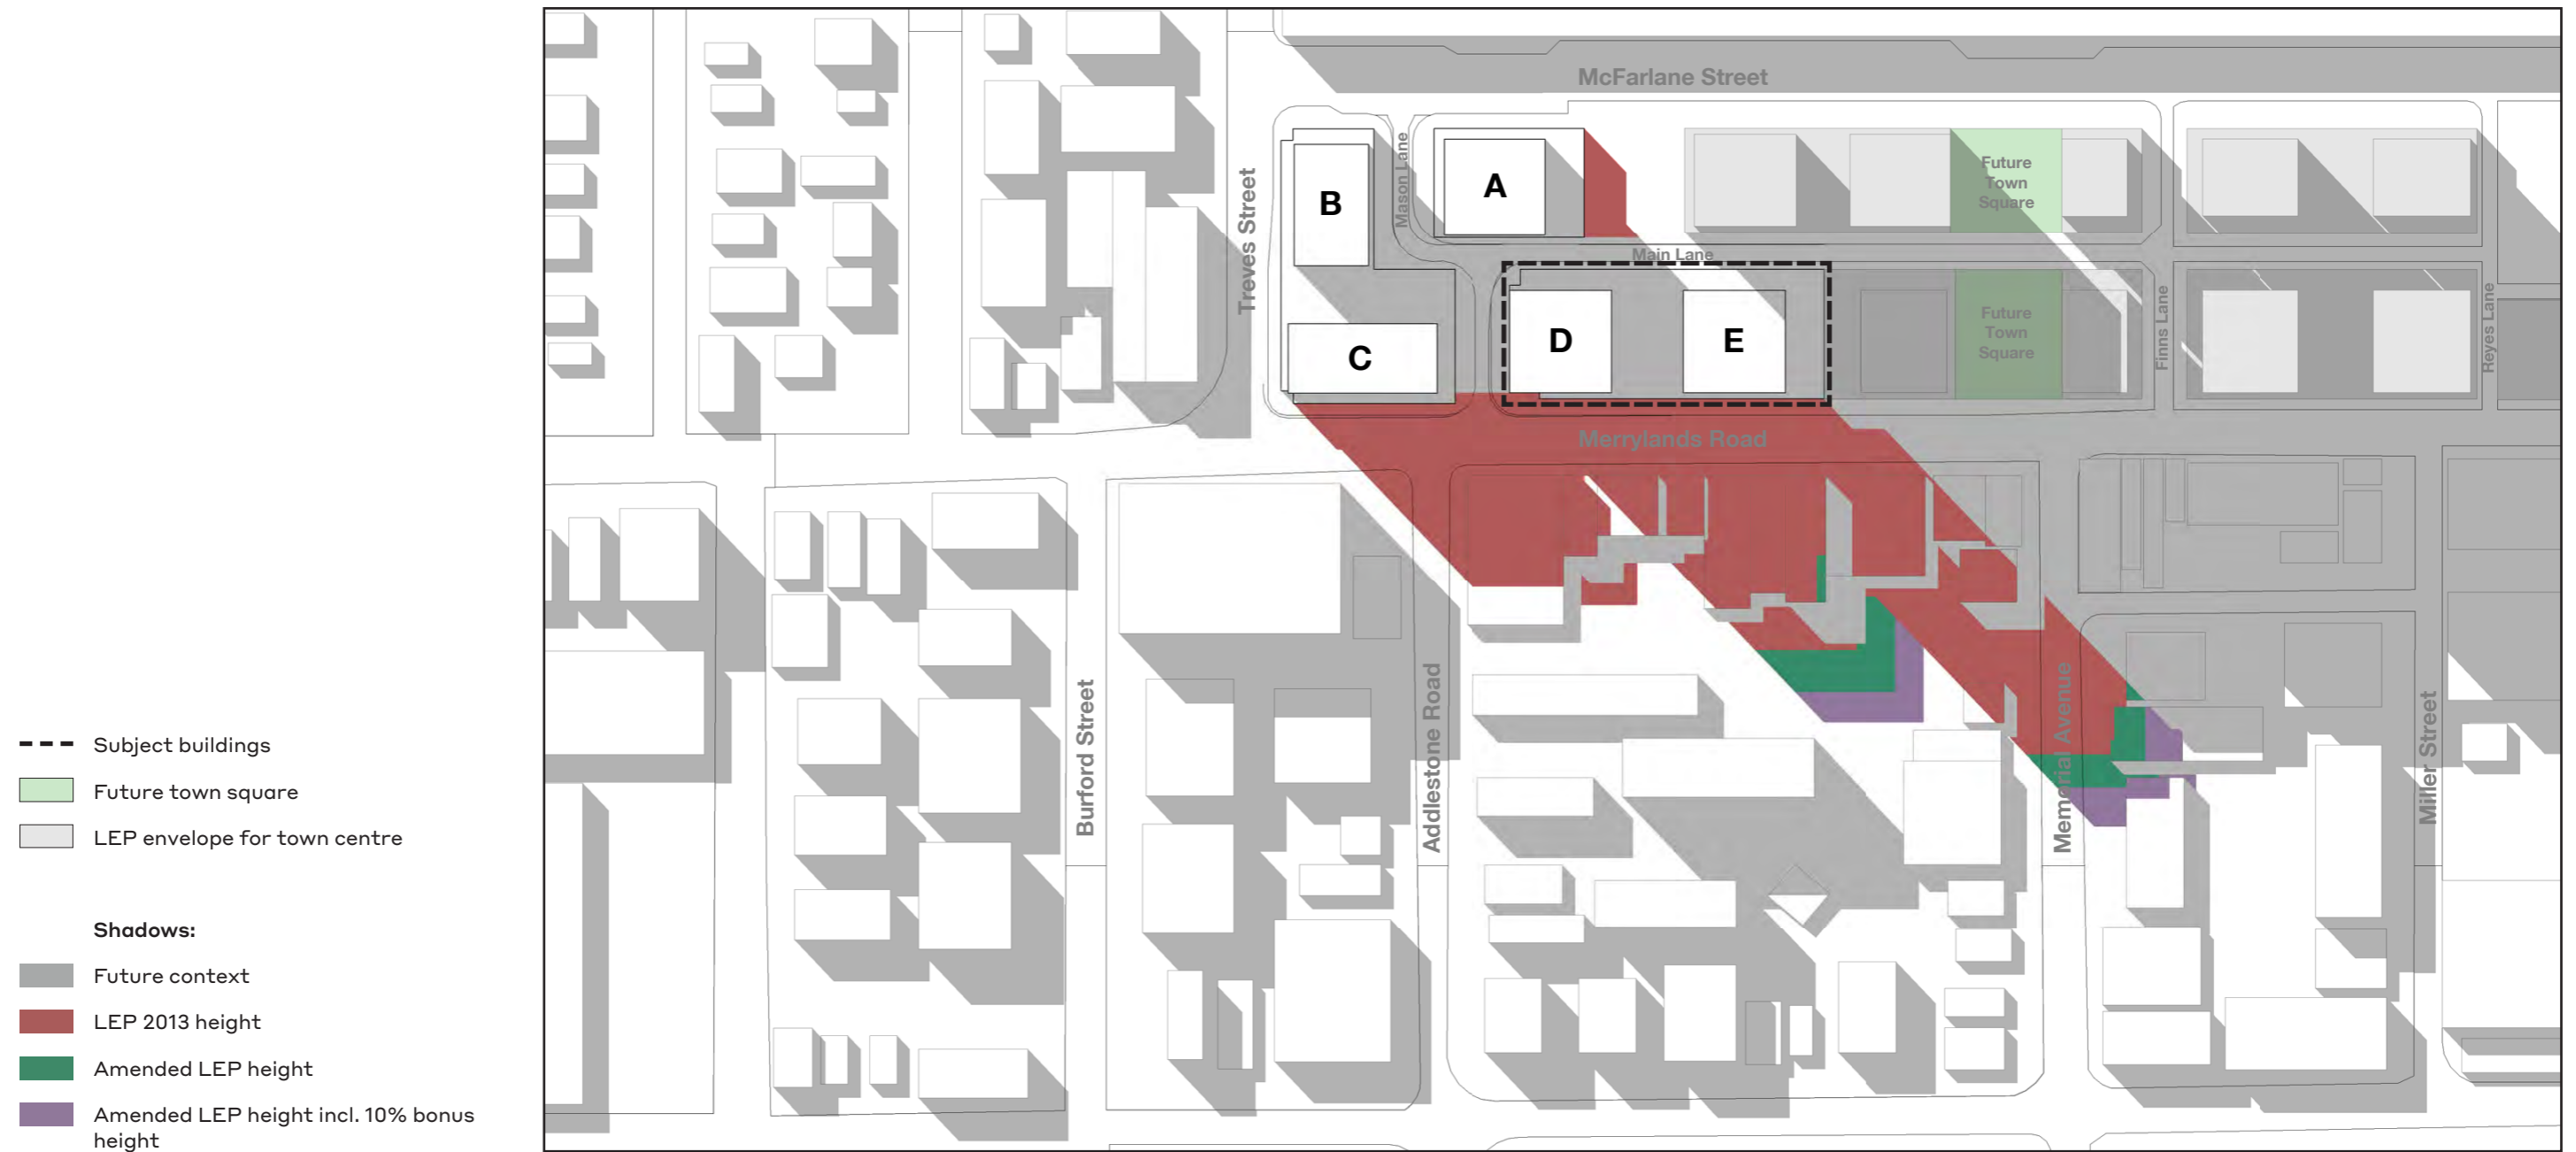 McFarlane Street
Mason Lane
A
B
Future
Town
Square
Treves Street
Main Lane
D
E
C
Future
Town
Square
Finns Lane
Reyes Lane
Merrylands Road
Burford Street
Addlestone Road
Memorial Avenue
Miller Street
Subject buildings
Future town square
LEP envelope for town centre
Shadows:
Future context
LEP 2013 height
Amended LEP height
Amended LEP height incl. 10% bonus
height